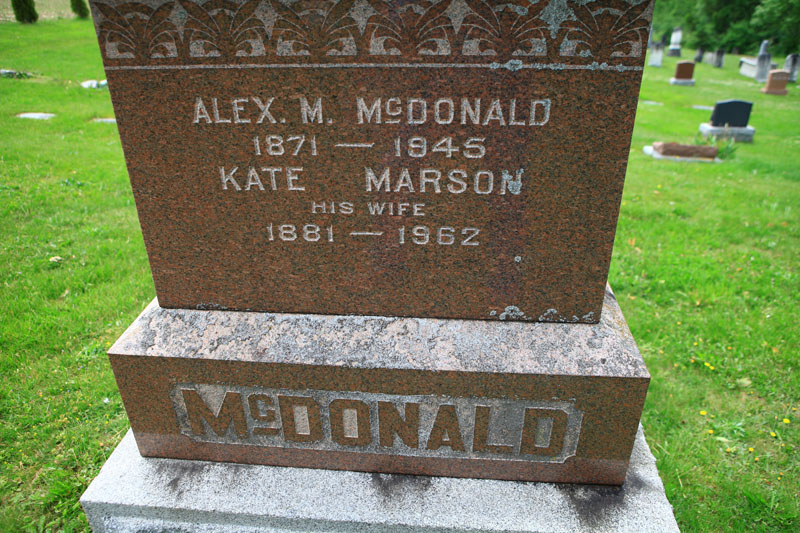 ALEX. M. McDONALD
1871 — 1945
KATE MARSON
HIS WIFE
1881 — 1962
McDONALD